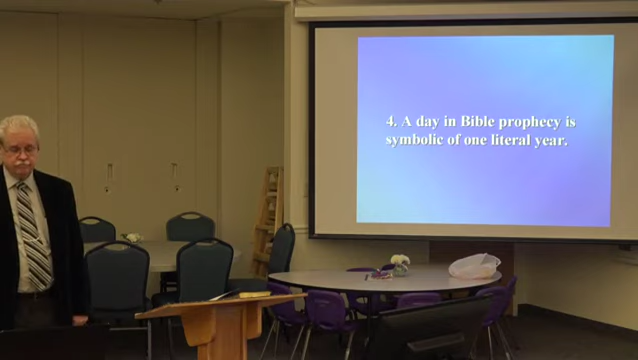 4. A day in Bible prophecy is
symbolic of one literal year.